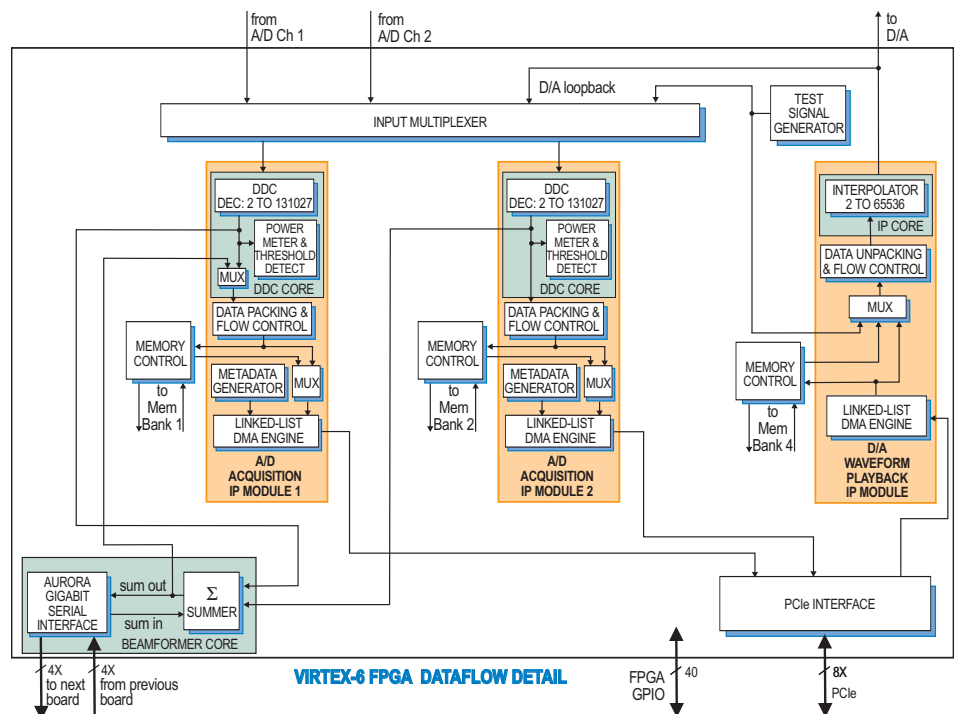 from
A/D Ch 1
from
A/D Ch 2
to
D/A
D/A loopback
INPUT MULTIPLEXER
TEST
SIGNAL
GENERATOR
DDC
DEC: 2 TO 131027
POWER
METER &
THRESHOLD
DETECT
MUX
DDC CORE
DATA PACKING &
FLOW CONTROL
MEMORY
CONTROL
METADATA
GENERATOR
MUX
to
Mem
Bank 1
LINKED-LIST
DMA ENGINE
A/D
ACQUISITION
IP MODULE 1
DDC
DEC: 2 TO 131027
POWER
METER &
THRESHOLD
DETECT
DDC CORE
DATA PACKING &
FLOW CONTROL
MEMORY
CONTROL
METADATA
GENERATOR
MUX
to
Mem
Bank 2
LINKED-LIST
DMA ENGINE
A/D
ACQUISITION
IP MODULE 2
INTERPOLATOR
2 TO 65536
IP CORE
DATA UNPACKING
& FLOW CONTROL
MUX
MEMORY
CONTROL
to
Mem
Bank 4
LINKED-LIST
DMA ENGINE
D/A
WAVEFORM
PLAYBACK
IP MODULE
AURORA
GIGABIT
SERIAL
INTERFACE
sum out
sum in
Σ
SUMMER
BEAMFORMER CORE
PCIe INTERFACE
4X
to next
board
4X
from previous
board
VIRTEX-6 FPGA DATAFLOW DETAIL
FPGA
GPIO
40
8X
PCIe